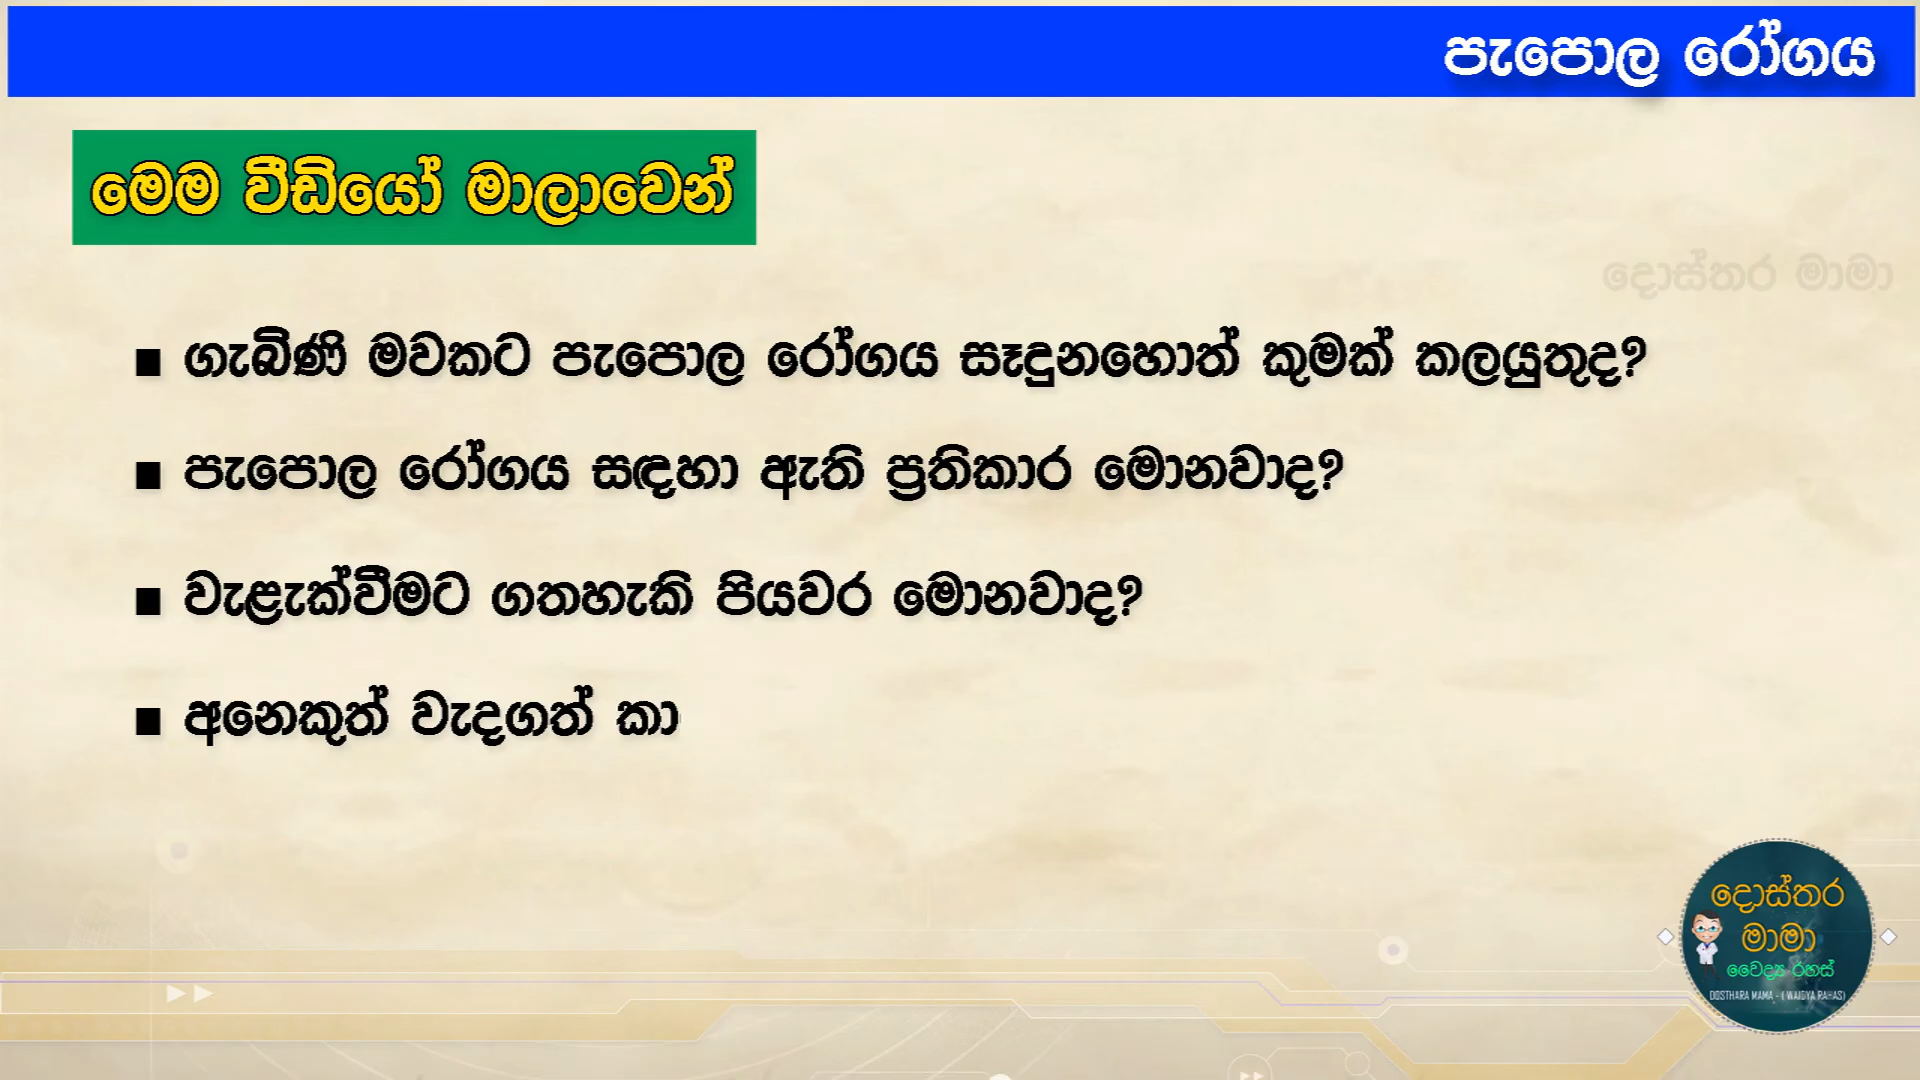 පැපොල රෝගය
මෙම වීඩියෝ මාලාවෙන්
දොස්තර මාමා
■ ගැබිණි මවකට පැපොල රෝගය සෑදුනහොත් කුමක් කලයුතුද?
■ පැපොල රෝගය සඳහා ඇති ප්‍රතිකාර මොනවාද?
■ වැළැක්වීමට ගතහැකි පියවර මොනවාද?
■ අනෙකුත් වැදගත් කා
දොස්තර
මාමා
වෛද්‍ය රහස්
DOSTHARA MAMA - ( WAIDYA RAHAS)